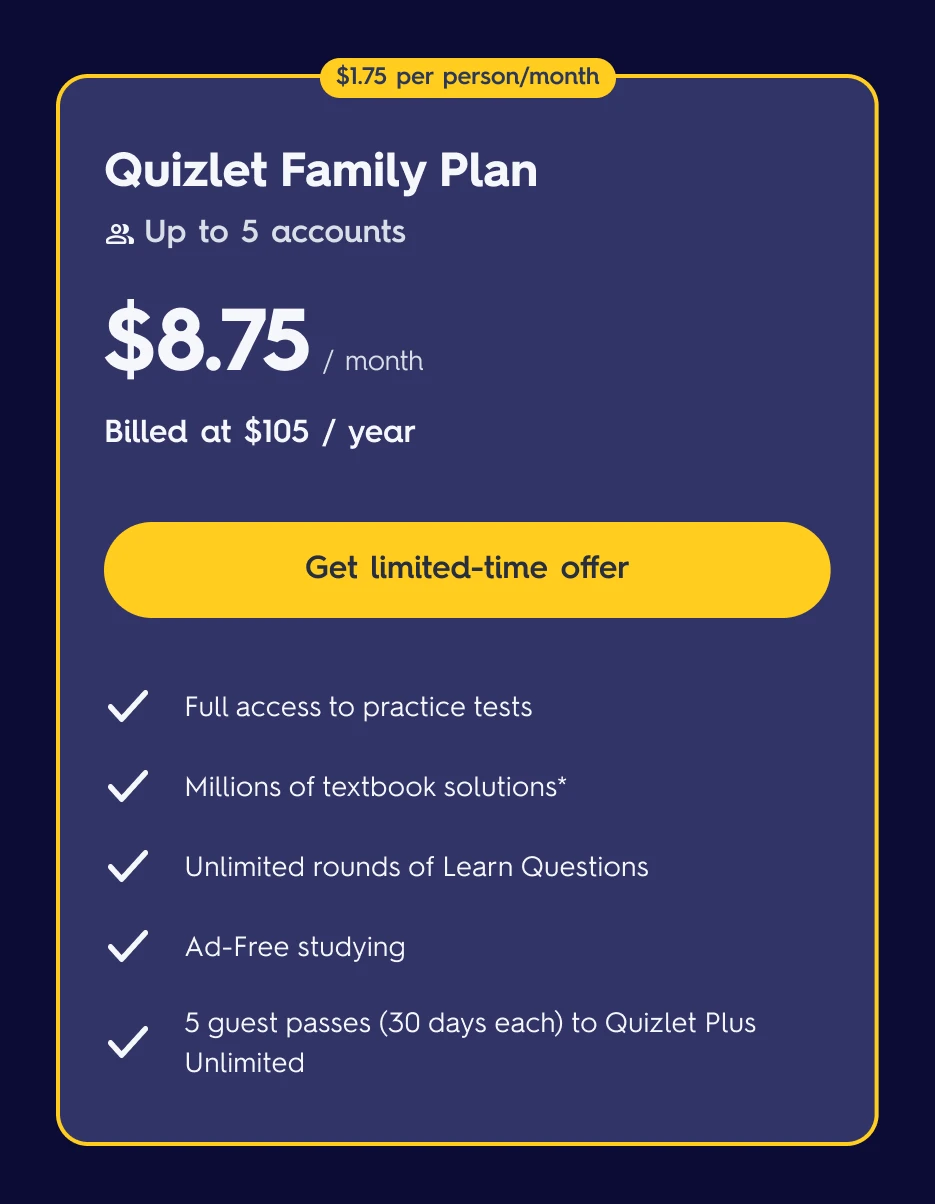 $1.75 per person/month
Quizlet Family Plan
Up to 5 accounts
$8.75 / month
Billed at $105 / year
Get limited-time offer
Full access to practice tests
Millions of textbook solutions*
Unlimited rounds of Learn Questions
Ad-Free studying
5 guest passes (30 days each) to Quizlet Plus
Unlimited